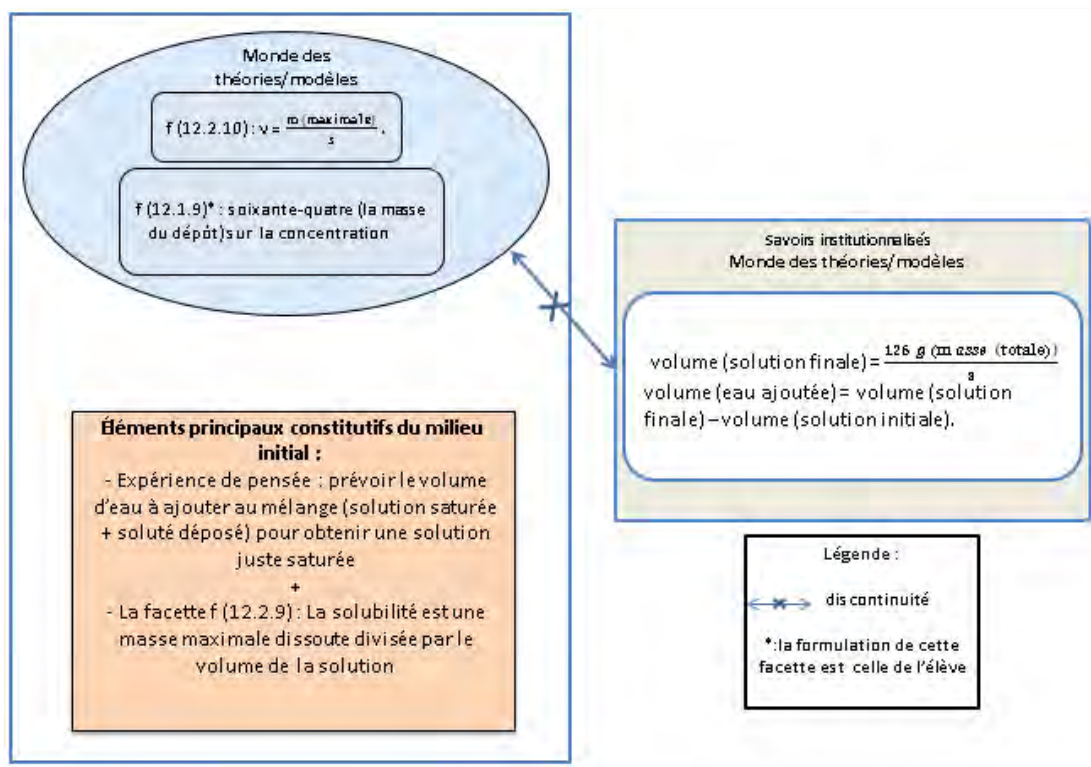 Monde des
théories/modèles
f (12.2.10) : v = m (maximale) / s .
f (12.1.9)* : soixante-quatre (la masse
du dépôt)sur la concentration
Éléments principaux constitutifs du milieu
initial :
- Expérience de pensée : prévoir le volume
d'eau à ajouter au mélange (solution saturée
+ soluté déposé) pour obtenir une solution
juste saturée
+
- La facette f (12.2.9) : La solubilité est une
masse maximale dissoute divisée par le
volume de la solution
Savoirs institutionnalisés
Monde des théories/modèles
volume (solution finale) = 126 g (masse (totale)) / s
volume (eau ajoutée) = volume (solution
finale) – volume (solution initiale).
Légende :
discontinuité
*:la formulation de cette
facette est celle de l'élève